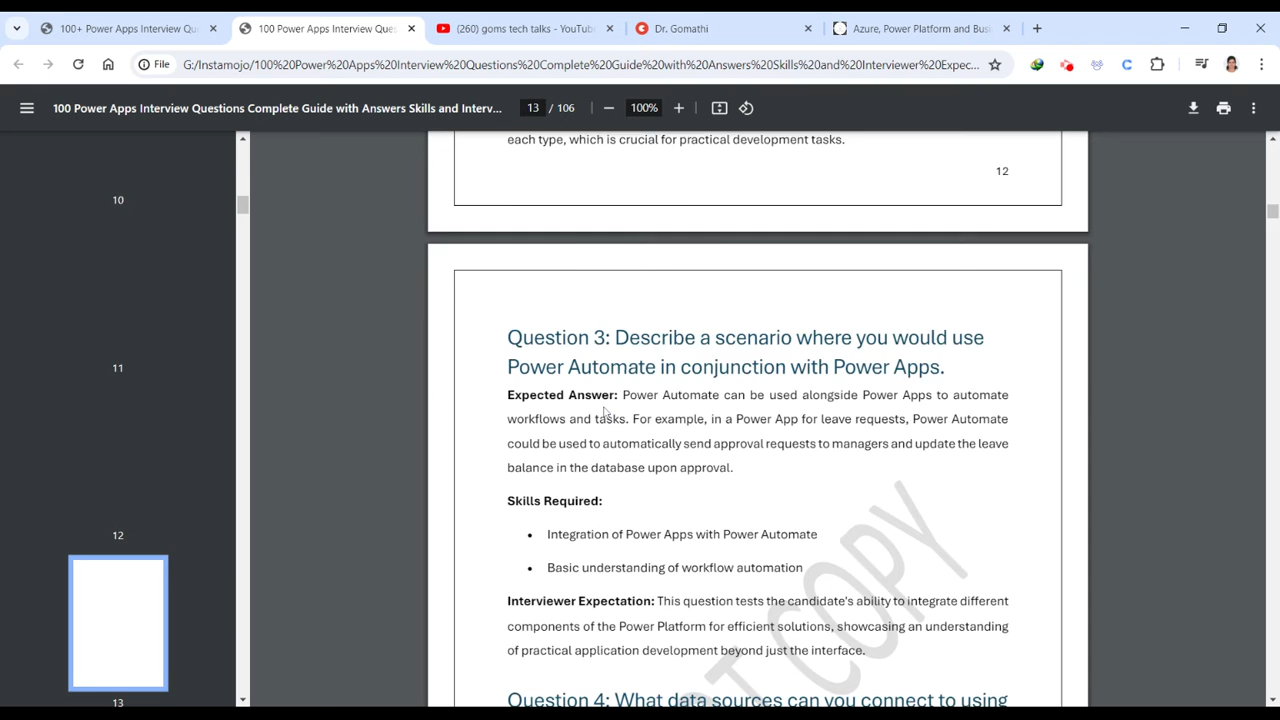 100+ Power Apps Interview Qu
100 Power Apps Interview Ques
(260) goms tech talks - YouTube
Dr. Gomathi
Azure, Power Platform and Busi
File
G:/Instamojo/100%20Power%20Apps%20Interview%20Questions%20Complete%20Guide%20with%20Answers%20Skills%20and%20Interviewer%20Expec...
100 Power Apps Interview Questions Complete Guide with Answers Skills and Interv...
13 / 106
100%
10
11
12
13
each type, which is crucial for practical development tasks.
12
Question 3: Describe a scenario where you would use
Power Automate in conjunction with Power Apps.
Expected Answer: Power Automate can be used alongside Power Apps to automate
workflows and tasks. For example, in a Power App for leave requests, Power Automate
could be used to automatically send approval requests to managers and update the leave
balance in the database upon approval.
Skills Required:
• Integration of Power Apps with Power Automate
• Basic understanding of workflow automation
Interviewer Expectation: This question tests the candidate's ability to integrate different
components of the Power Platform for efficient solutions, showcasing an understanding
of practical application development beyond just the interface.
Question 4: What data sources can you connect to using
COPY